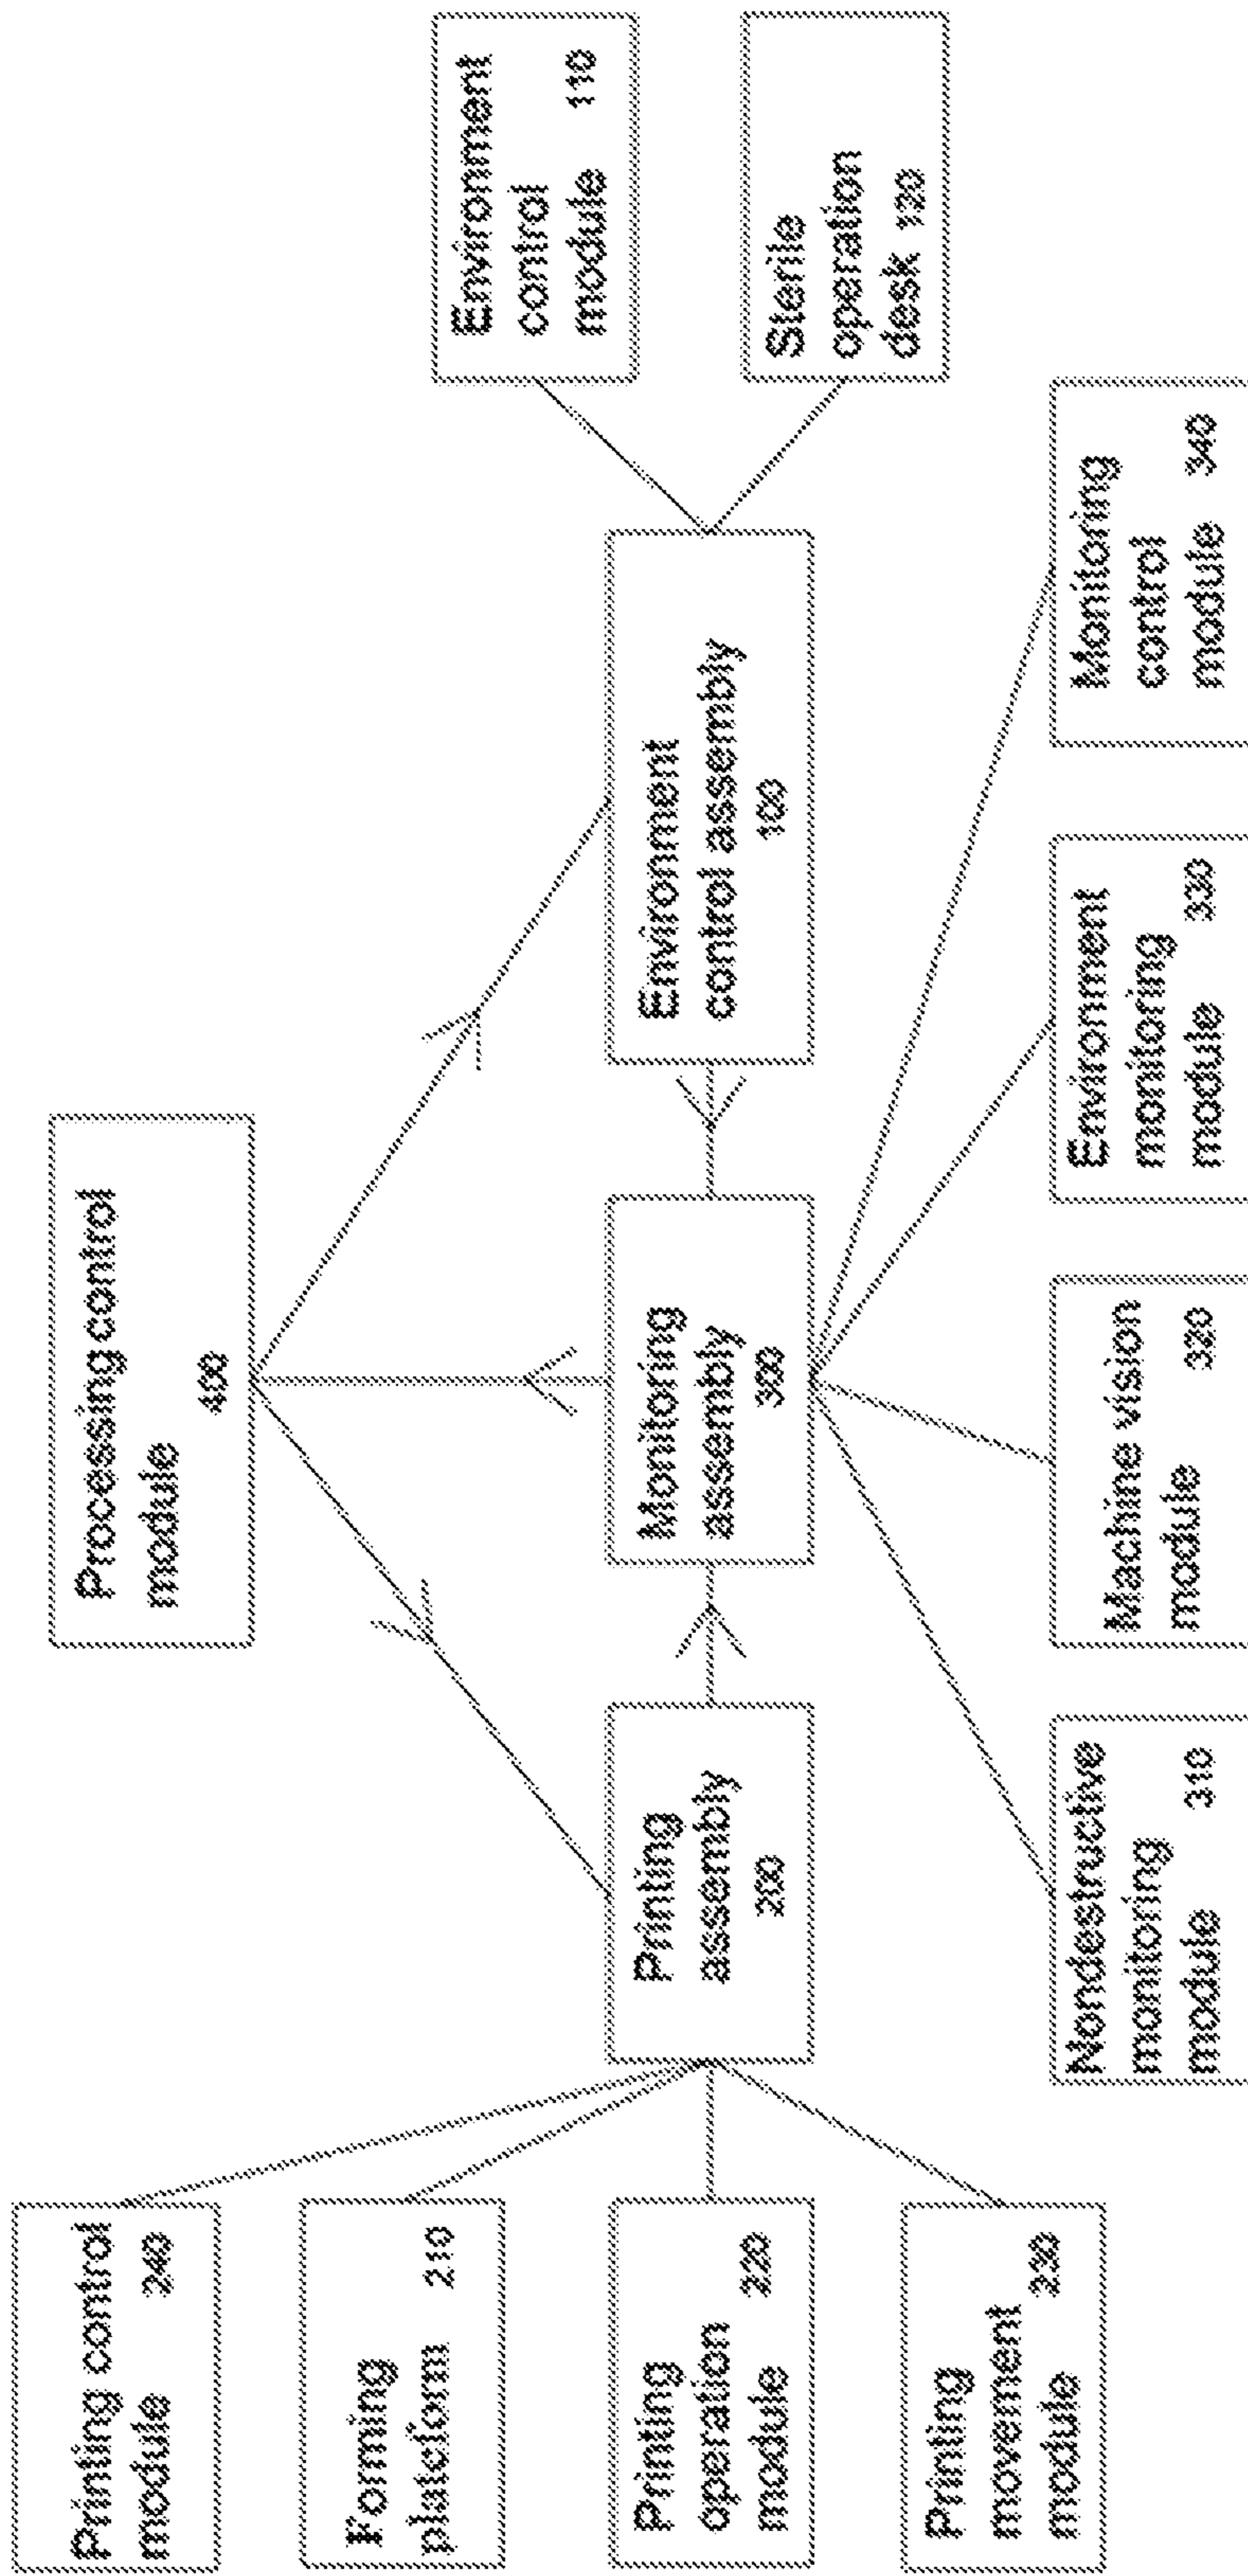 Printing control
module 240
Processing control
module
400
Forming
platcform 210
Environment
control
module 110
Printing
operation
module 220
Printing
assembly
200
Monitoring
assembly
300
Environment
control assembly
100
Sterile
operation
desk 120
Printing
movement
module 230
Nondestructive
monitoring
module 310
Machine vision
module 320
Environment
monitoring
module 330
Monitoring
control
module 340